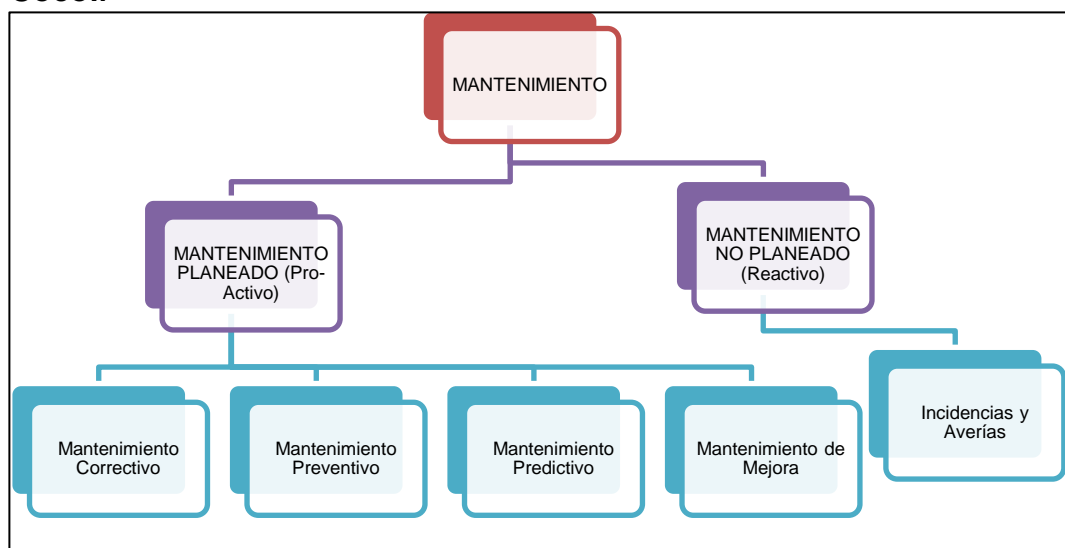 MANTENIMIENTO
MANTENIMIENTO
PLANEADO (Pro-
Activo)
MANTENIMIENTO
NO PLANEADO
(Reactivo)
Mantenimiento
Correctivo
Mantenimiento
Preventivo
Mantenimiento
Predictivo
Mantenimiento de
Mejora
Incidencias y
Averías